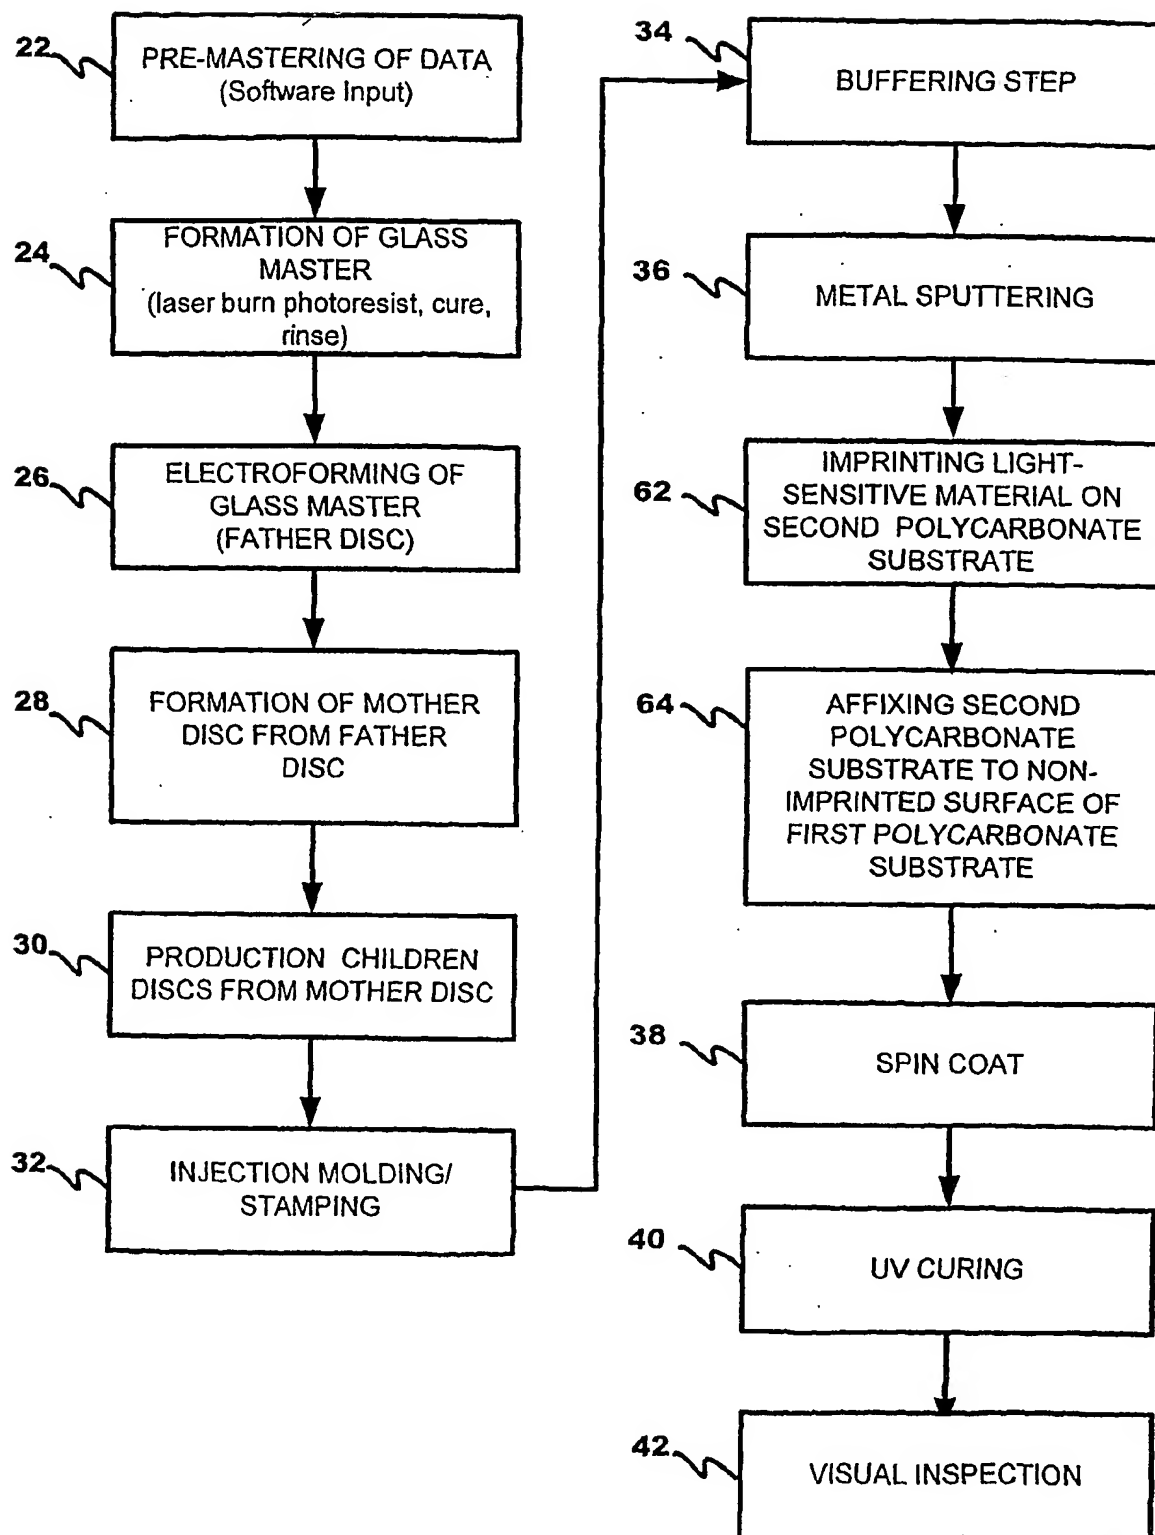 22
PRE-MASTERING OF DATA
(Software Input)
24
FORMATION OF GLASS
MASTER
(laser burn photoresist, cure,
rinse)
26
ELECTROFORMING OF
GLASS MASTER
(FATHER DISC)
28
FORMATION OF MOTHER
DISC FROM FATHER
DISC
30
PRODUCTION CHILDREN
DISCS FROM MOTHER DISC
32
INJECTION MOLDING/
STAMPING
34
BUFFERING STEP
36
METAL SPUTTERING
62
IMPRINTING LIGHT-
SENSITIVE MATERIAL ON
SECOND POLYCARBONATE
SUBSTRATE
64
AFFIXING SECOND
POLYCARBONATE
SUBSTRATE TO NON-
IMPRINTED SURFACE OF
FIRST POLYCARBONATE
SUBSTRATE
38
SPIN COAT
40
UV CURING
42
VISUAL INSPECTION